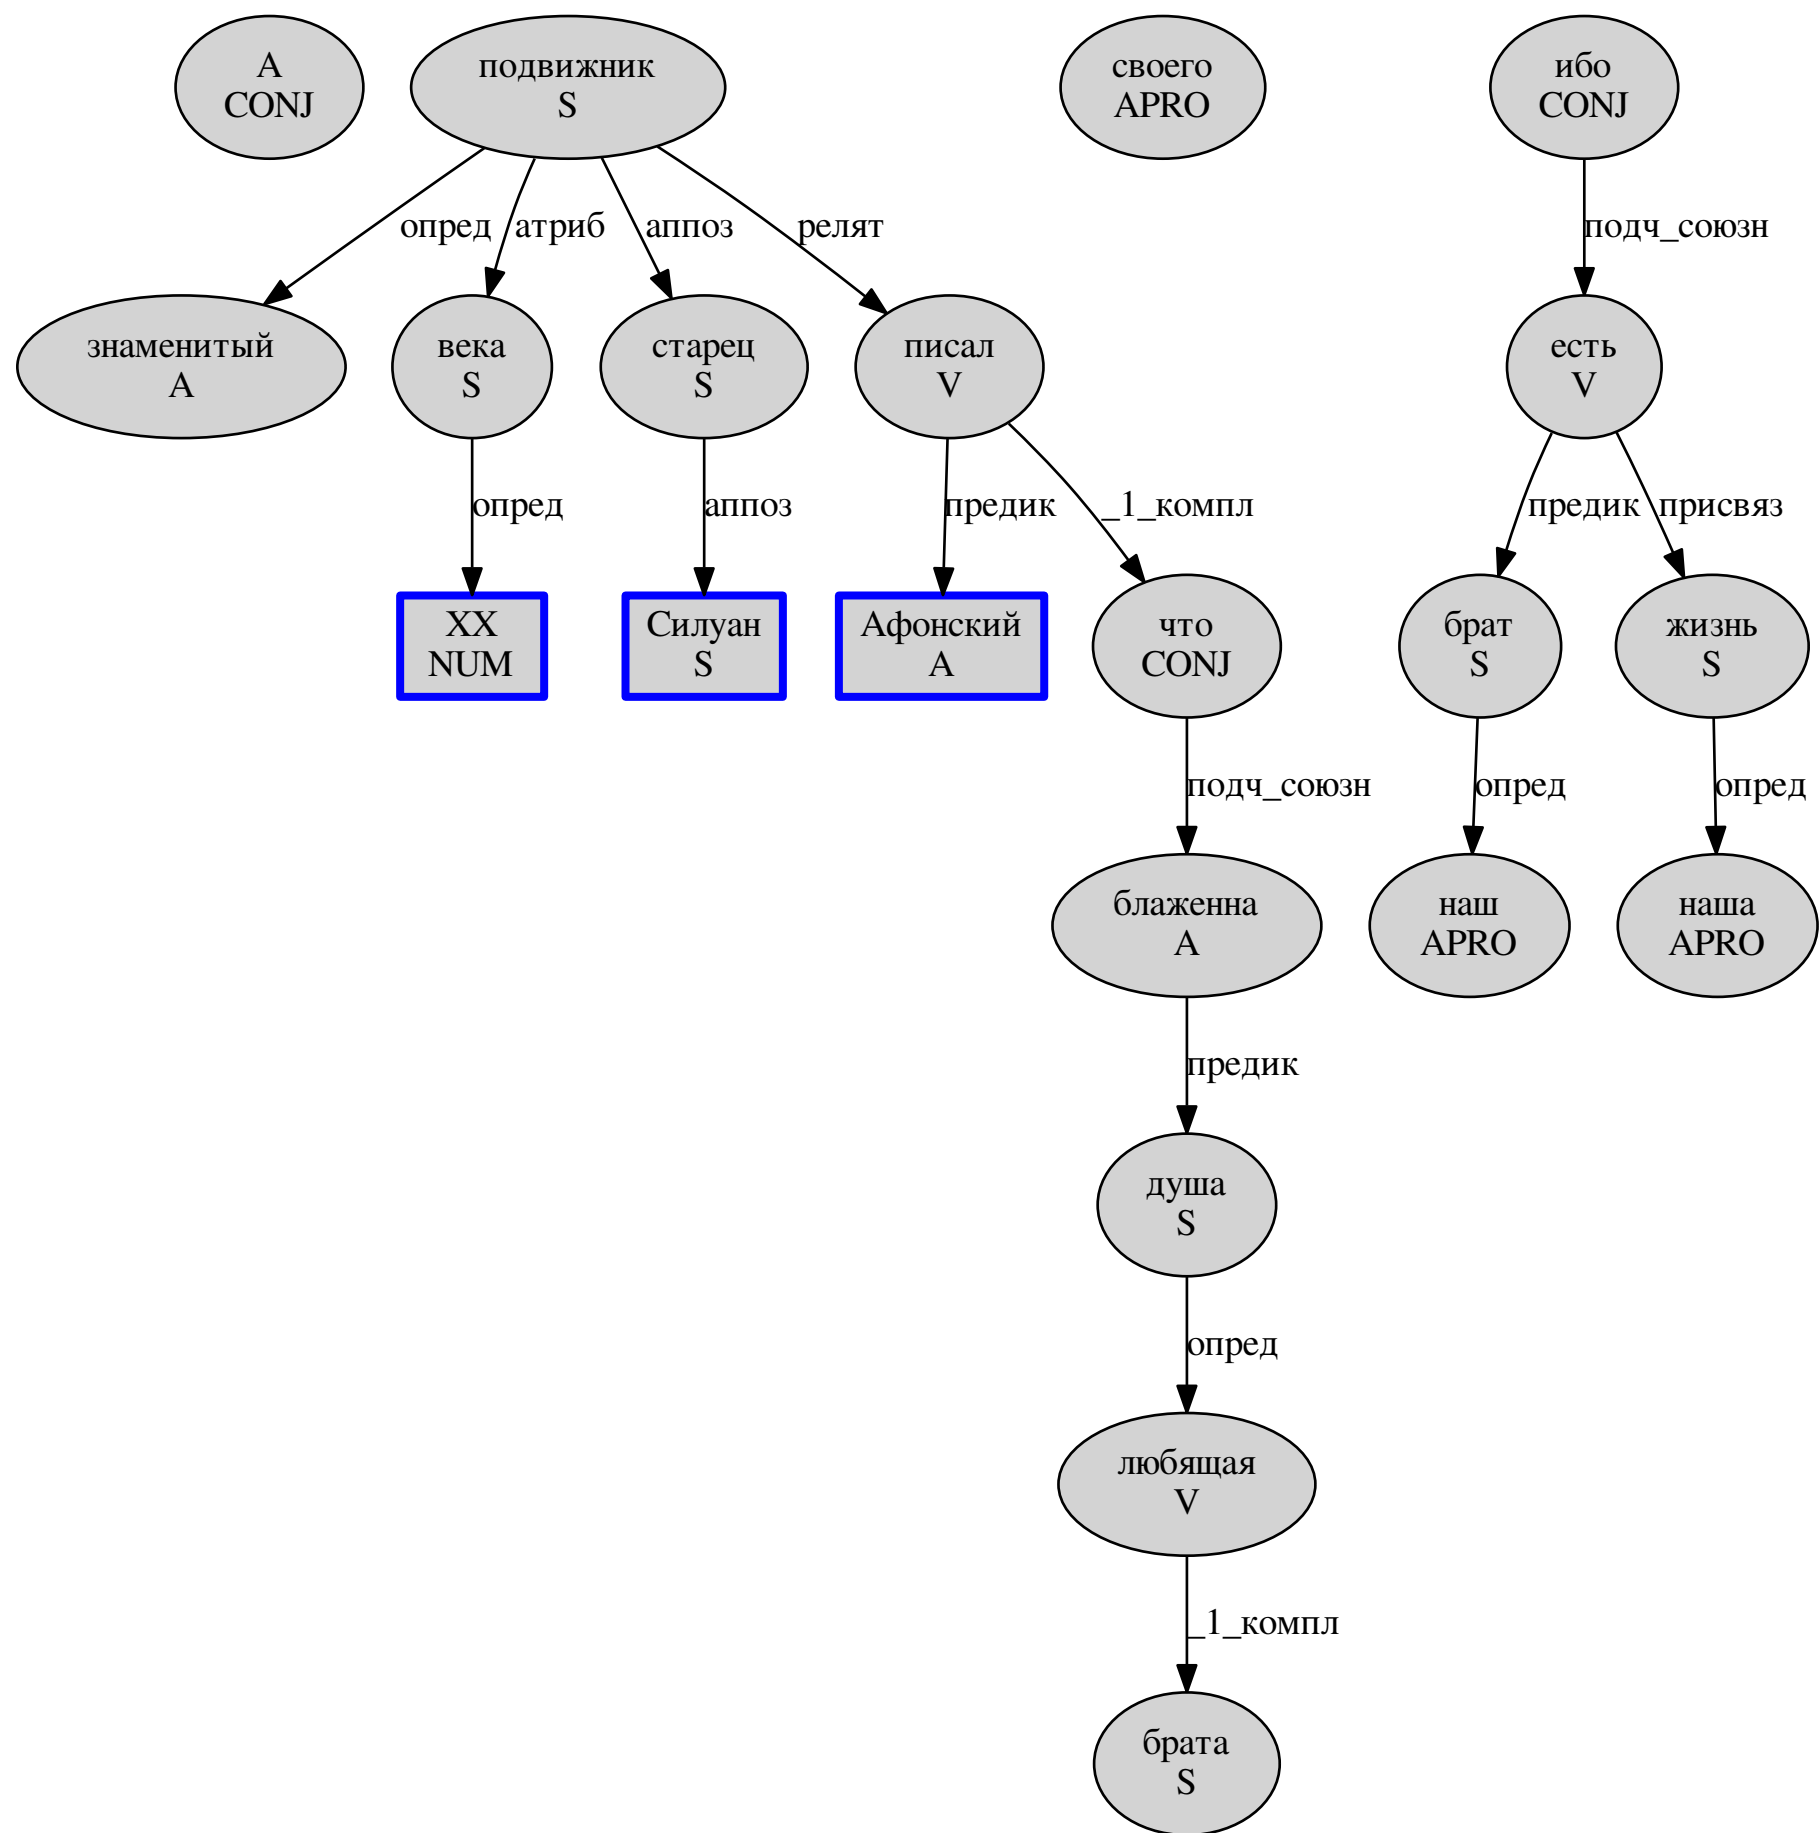 А
CONJ
подвижник
S
своего
APRO
ибо
CONJ
опред
атриб
аппоз
релят
подч_союзн
знаменитый
A
века
S
старец
S
писал
V
есть
V
опред
аппоз
предик
_1_компл
предик
присвяз
XX
NUM
Силуан
S
Афонский
A
что
CONJ
брат
S
жизнь
S
подч_союзн
опред
опред
блаженна
A
наш
APRO
наша
APRO
предик
душа
S
опред
любящая
V
_1_компл
брата
S